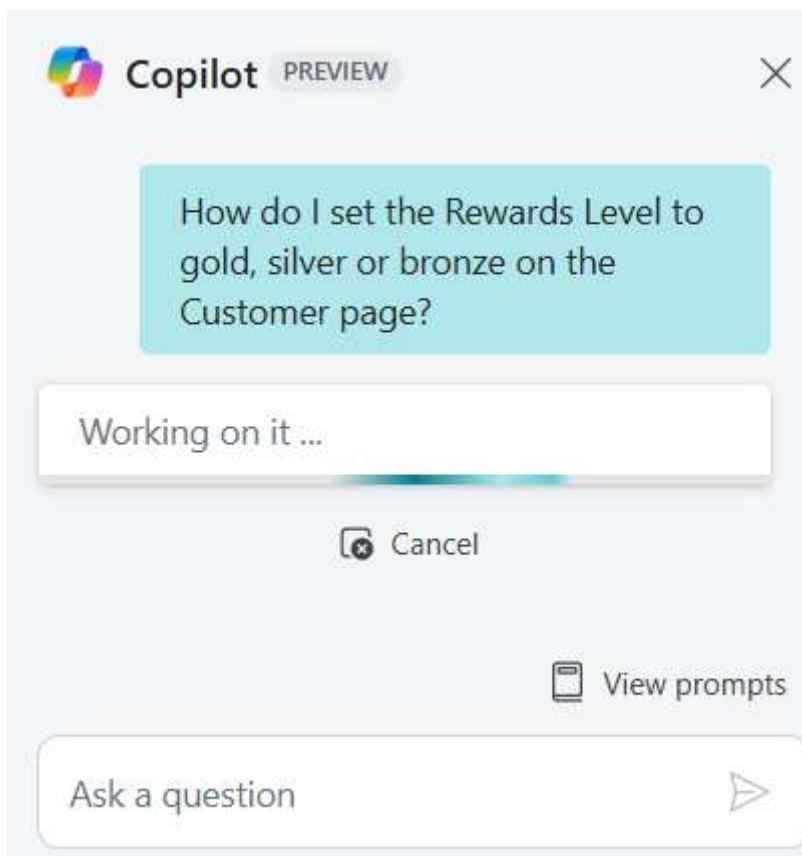 Copilot PREVIEW
How do I set the Rewards Level to
gold, silver or bronze on the
Customer page?
Working on it ...
Cancel
View prompts
Ask a question